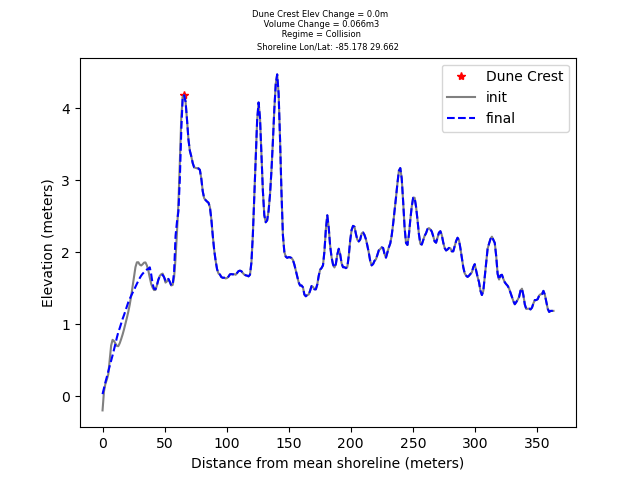 Dune Crest Elev Change = 0.0m
Volume Change = 0.066m3
Regime = Collision
Shoreline Lon/Lat: -85.178 29.662
Dune Crest
init
final
Elevation (meters)
4
3
2
1
0
0 50 100 150 200 250 300 350
Distance from mean shoreline (meters)